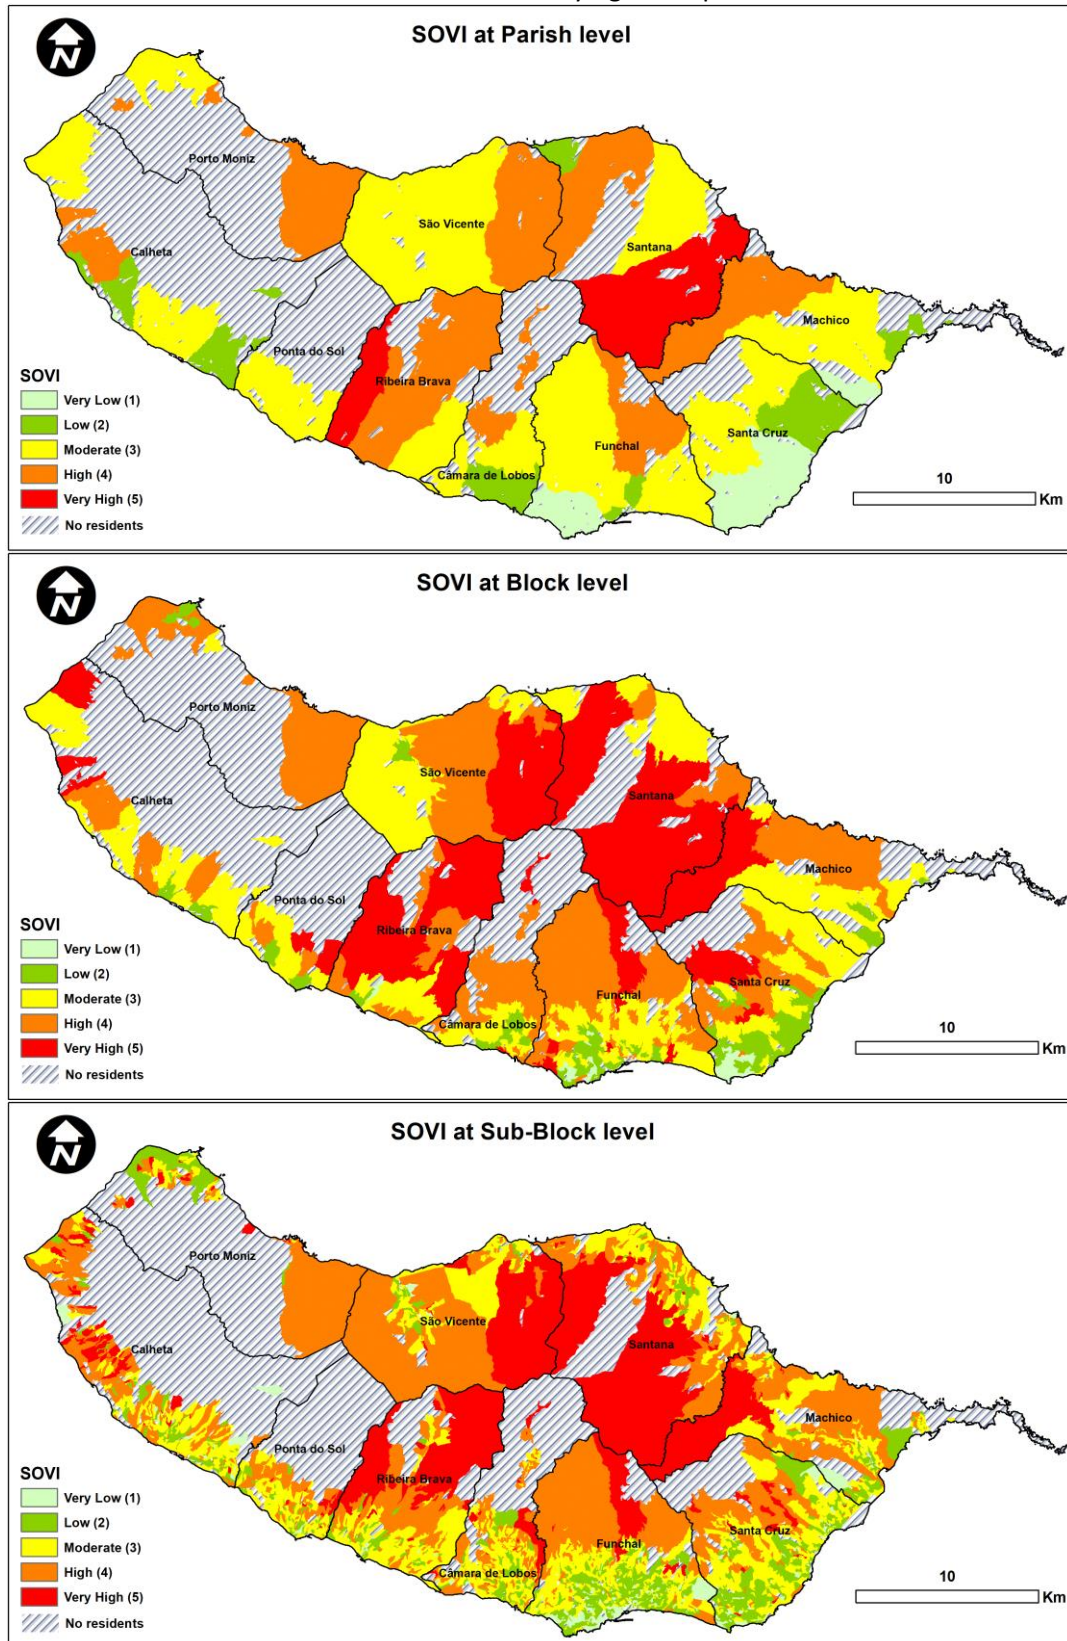 SOVI at Parish level
N
Porto Moniz
São Vicente
Santana
Calheta
Machico
Ponta do Sol
Ribeira Brava
SOVI
Very Low (1)
Low (2)
Moderate (3)
High (4)
Very High (5)
No residents
Santa Cruz
Funchal
Câmara de Lobos
10
Km
SOVI at Block level
N
Porto Moniz
São Vicente
Santana
Calheta
Machico
Ponta do Sol
Ribeira Brava
SOVI
Very Low (1)
Low (2)
Moderate (3)
High (4)
Very High (5)
No residents
Santa Cruz
Funchal
Câmara de Lobos
10
Km
SOVI at Sub-Block level
N
Porto Moniz
São Vicente
Santana
Calheta
Machico
Ponta do Sol
Ribeira Brava
SOVI
Very Low (1)
Low (2)
Moderate (3)
High (4)
Very High (5)
No residents
Santa Cruz
Funchal
Câmara de Lobos
10
Km